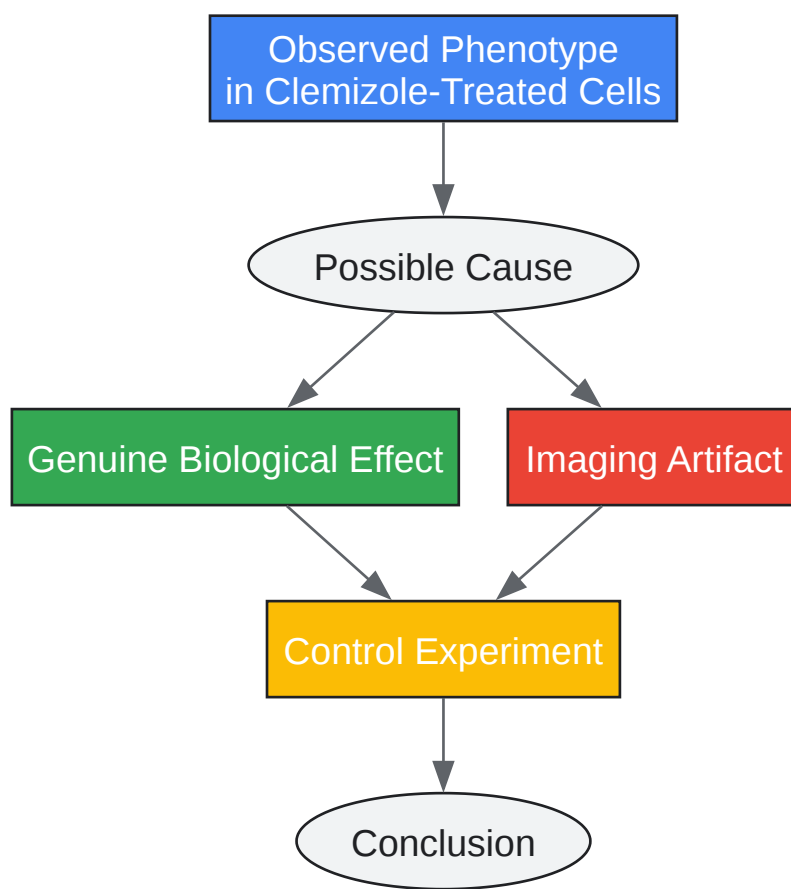 Observed Phenotype
in Clemizole-Treated Cells
Possible Cause
Genuine Biological Effect
Imaging Artifact
Control Experiment
Conclusion